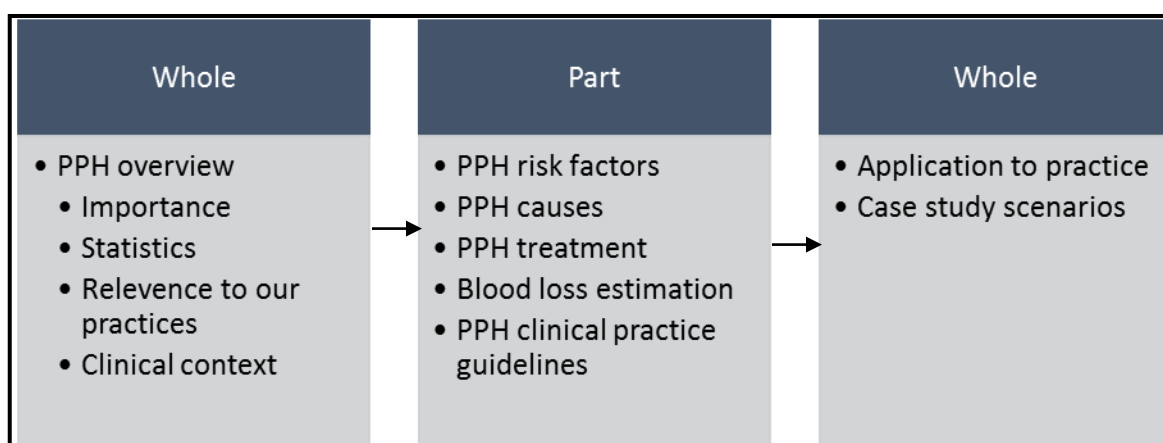 Whole
• PPH overview
• Importance
• Statistics
• Relevence to our
practices
• Clinical context
Part
• PPH risk factors
• PPH causes
• PPH treatment
• Blood loss estimation
• PPH clinical practice
guidelines
Whole
• Application to practice
• Case study scenarios